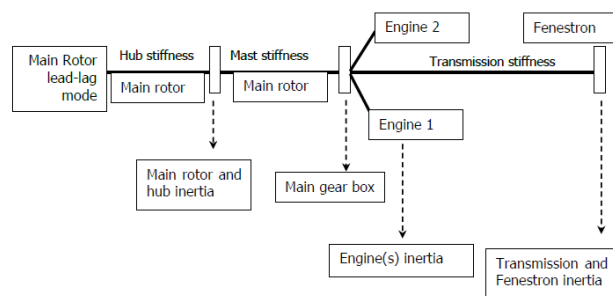 Engine 2
Fenestron
Main Rotor
lead-lag
mode
Hub stiffness
Mast stiffness
Transmission stiffness
Main rotor
Main rotor
Engine 1
Main rotor and
hub inertia
Main gear box
Engine(s) inertia
Transmission and
Fenestron inertia